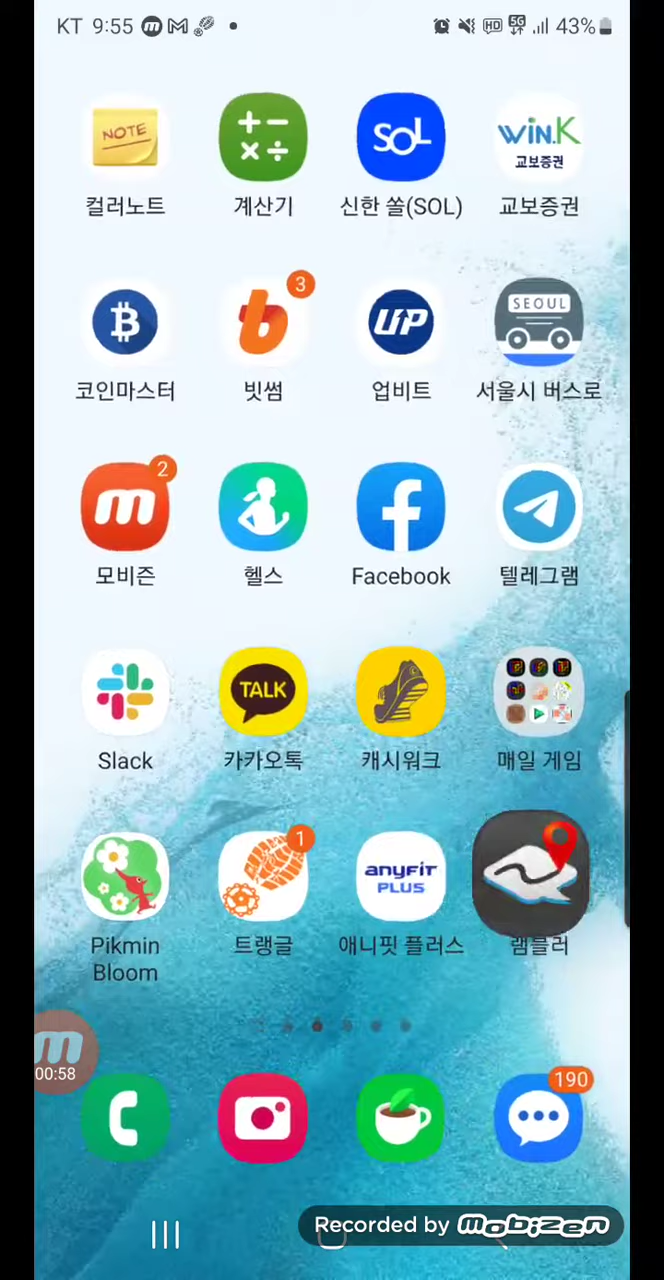 KT 9:55 m M HD 5G 43%
NOTE
컬러노트
계산기
SOL
신한 쏠(SOL)
win.K
교보증권
교보증권
코인마스터
3
빗썸
UP
업비트
SEOUL
서울시 버스로
2
m
모비즌
헬스
Facebook
텔레그램
Slack
TALK
카카오톡
캐시워크
매일 게임
Pikmin
Bloom
1
트랭글
anyFiT
PLUS
애니핏 플러스
램블러
m
00:58
190
Recorded by mobizen